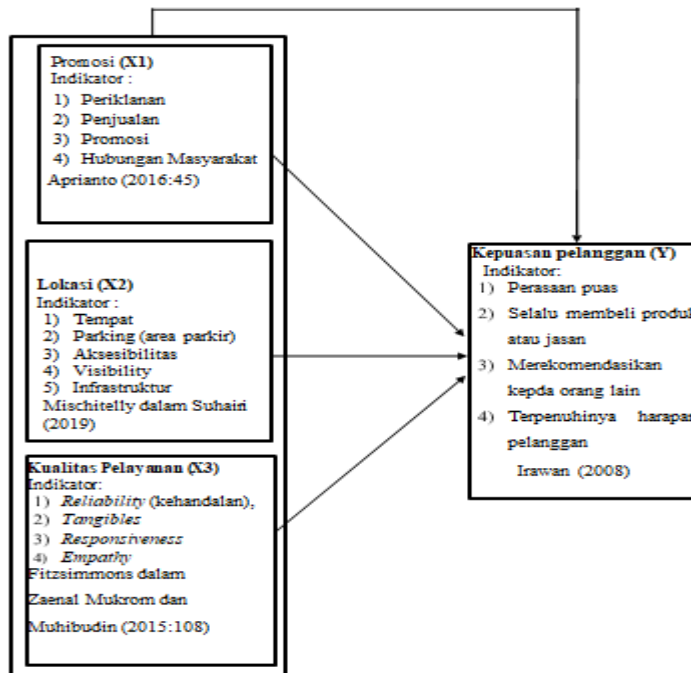 Promosi (X1)
Indikator :
1) Periklanan
2) Penjualan
3) Promosi
4) Hubungan Masyarakat
Aprianto (2016:45)
Lokasi (X2)
Indikator :
1) Tempat
2) Parking (area parkir)
3) Aksesibilitas
4) Visibility
5) Infrastruktur
Mischitelly dalam Suhairi
(2019)
Kualitas Pelayanan (X3)
Indikator:
1) Reliability (kehandalan),
2) Tangibles
3) Responsiveness
4) Empathy
Fitzsimmons dalam
Zaenal Mukrom dan
Muhibudin (2015:108)
Kepuasan pelanggan (Y)
Indikator:
1) Perasaan puas
2) Selalu membeli produk
atau jasan
3) Merekomendasikan
kepda orang lain
4) Terpenuhinya harapan
pelanggan
Irawan (2008)